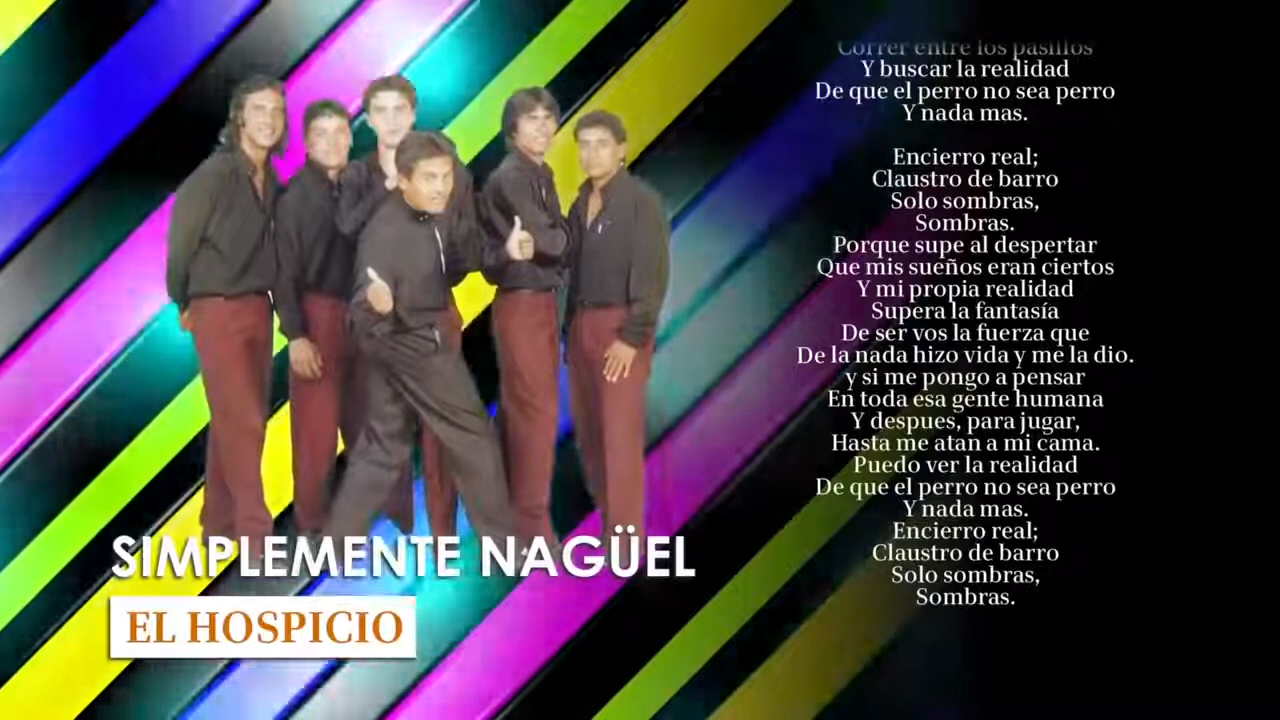 SIMPLEMENTE NAGÜEL
EL HOSPICIO
Correr entre los pasillos
Y buscar la realidad
De que el perro no sea perro
Y nada mas.
Encierro real;
Claustro de barro
Solo sombras,
Sombras.
Porque supe al despertar
Que mis sueños eran ciertos
Y mi propia realidad
Supera la fantasía
De ser vos la fuerza que
De la nada hizo vida y me la dio.
y si me pongo a pensar
En toda esa gente humana
Y despues, para jugar,
Hasta me atan a mi cama.
Puedo ver la realidad
De que el perro no sea perro
Y nada mas.
Encierro real;
Claustro de barro
Solo sombras,
Sombras.